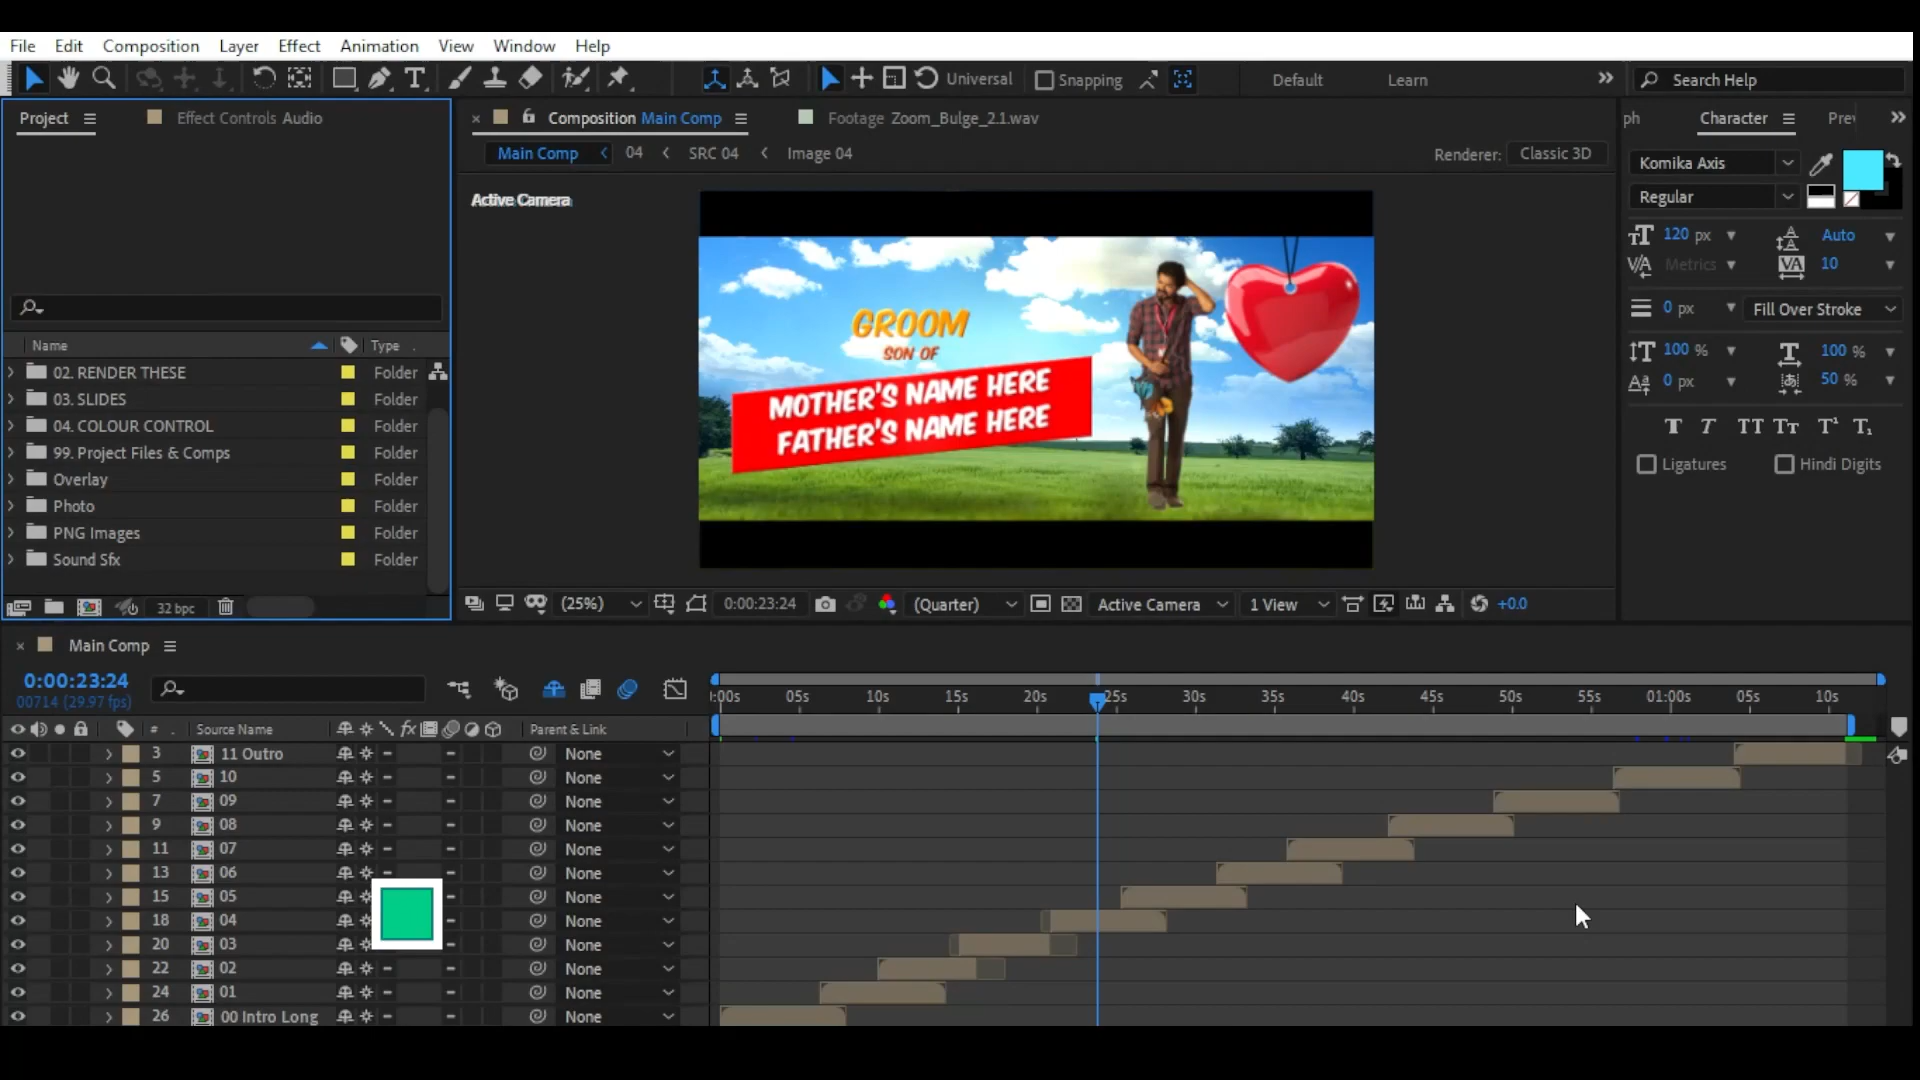 File Edit Composition Layer Effect Animation View Window Help
Universal Snapping Default Learn Search Help
Project Effect Controls Audio
Composition Main Comp Footage Zoom_Bulge_2.1.wav
ph Character
Main Comp 04 SRC 04 Image 04 Renderer: Classic 3D
Komika Axis
Active Camera
Regular
120 px Auto
Metrics 10
0 px Fill Over Stroke
100 % 100 %
0 px 50 %
T T TT Tt T¹ T₁
Ligatures Hindi Digits
GROOM
SON OF
MOTHER'S NAME HERE
FATHER'S NAME HERE
Name Type
02. RENDER THESE Folder
03. SLIDES Folder
04. COLOUR CONTROL Folder
99. Project Files & Comps Folder
Overlay Folder
Photo Folder
PNG Images Folder
Sound Sfx Folder
32 bpc
(25%) 0:00:23:24 (Quarter) Active Camera 1 View +0.0
Main Comp
0:00:23:24
00714 (29.97 fps)
:00s 05s 10s 15s 20s 25s 30s 35s 40s 45s 50s 55s 01:00s 05s 10s
# Source Name fx Parent & Link
3 11 Outro None
5 10 None
7 09 None
9 08 None
11 07 None
13 06 None
15 05 None
18 04 None
20 03 None
22 02 None
24 01 None
26 00 Intro Long None